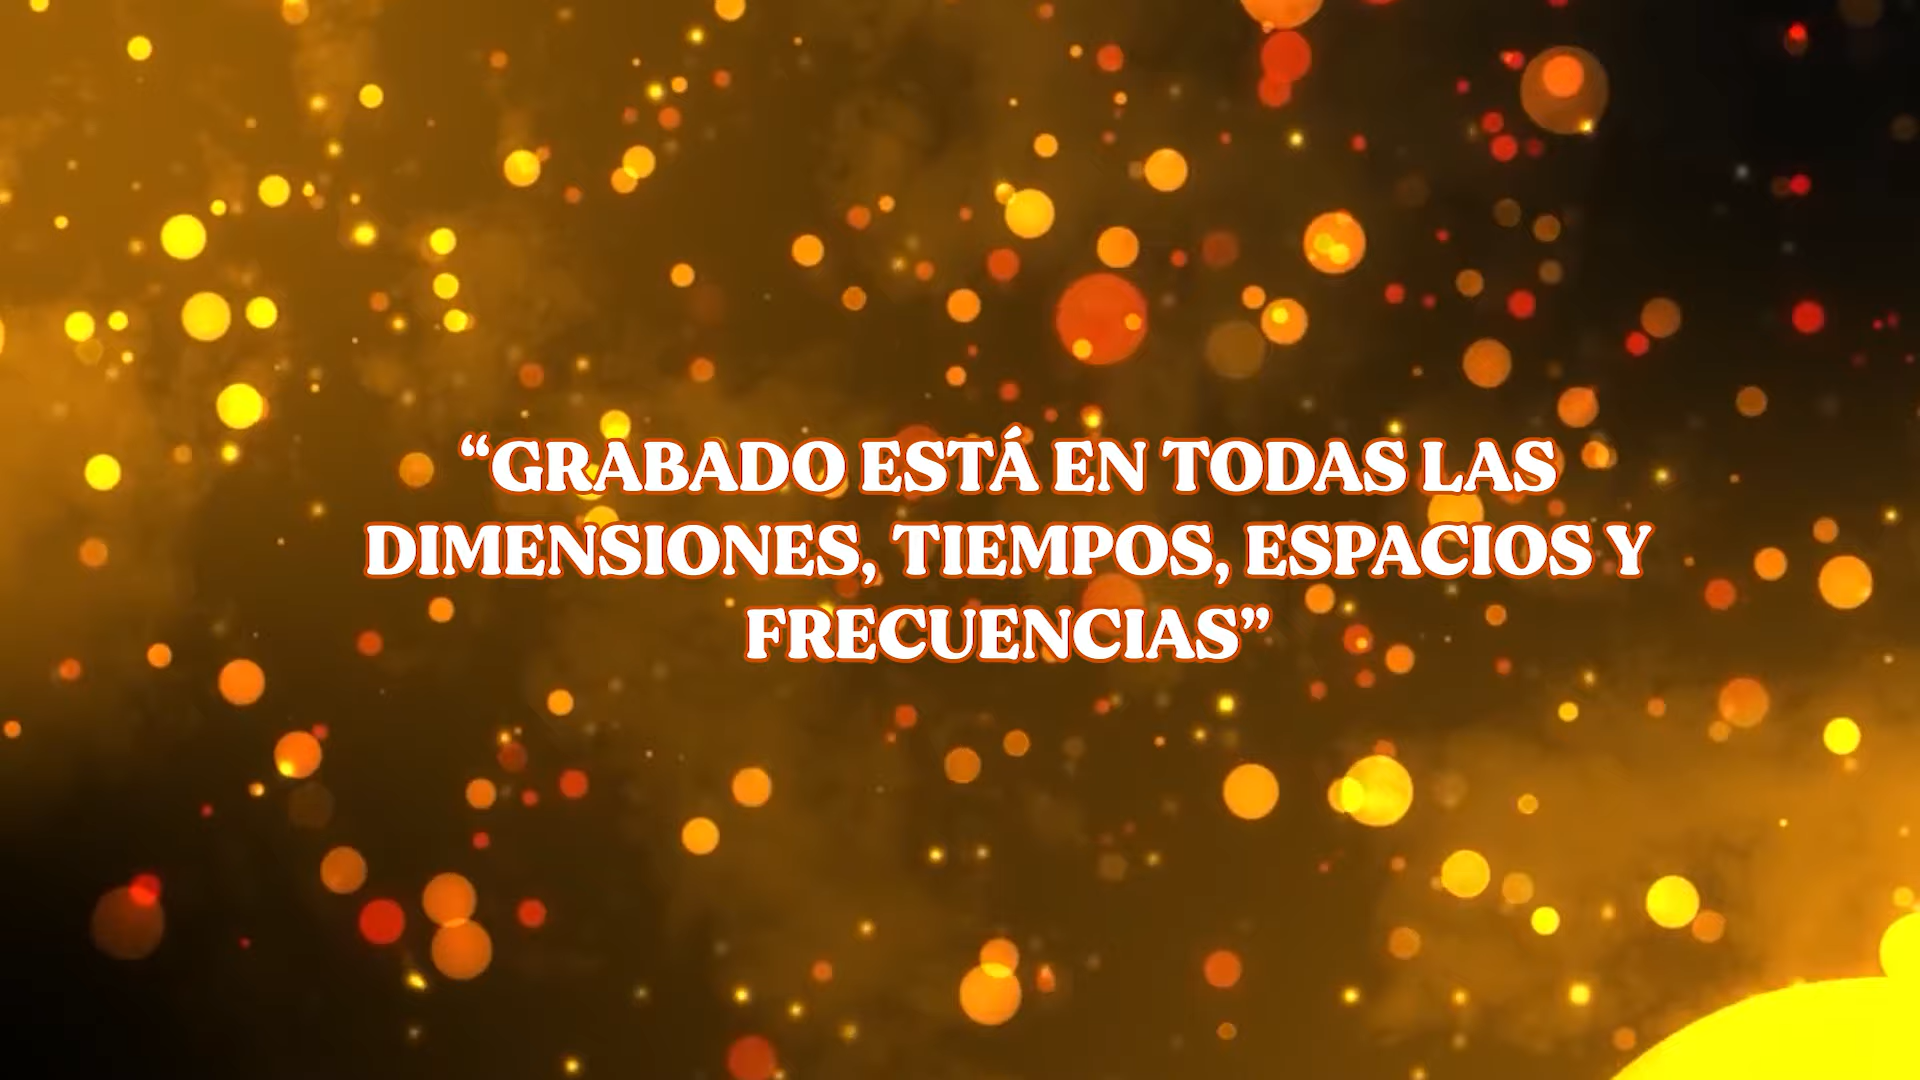 “GRABADO ESTÁ EN TODAS LAS
DIMENSIONES, TIEMPOS, ESPACIOS Y
FRECUENCIAS”